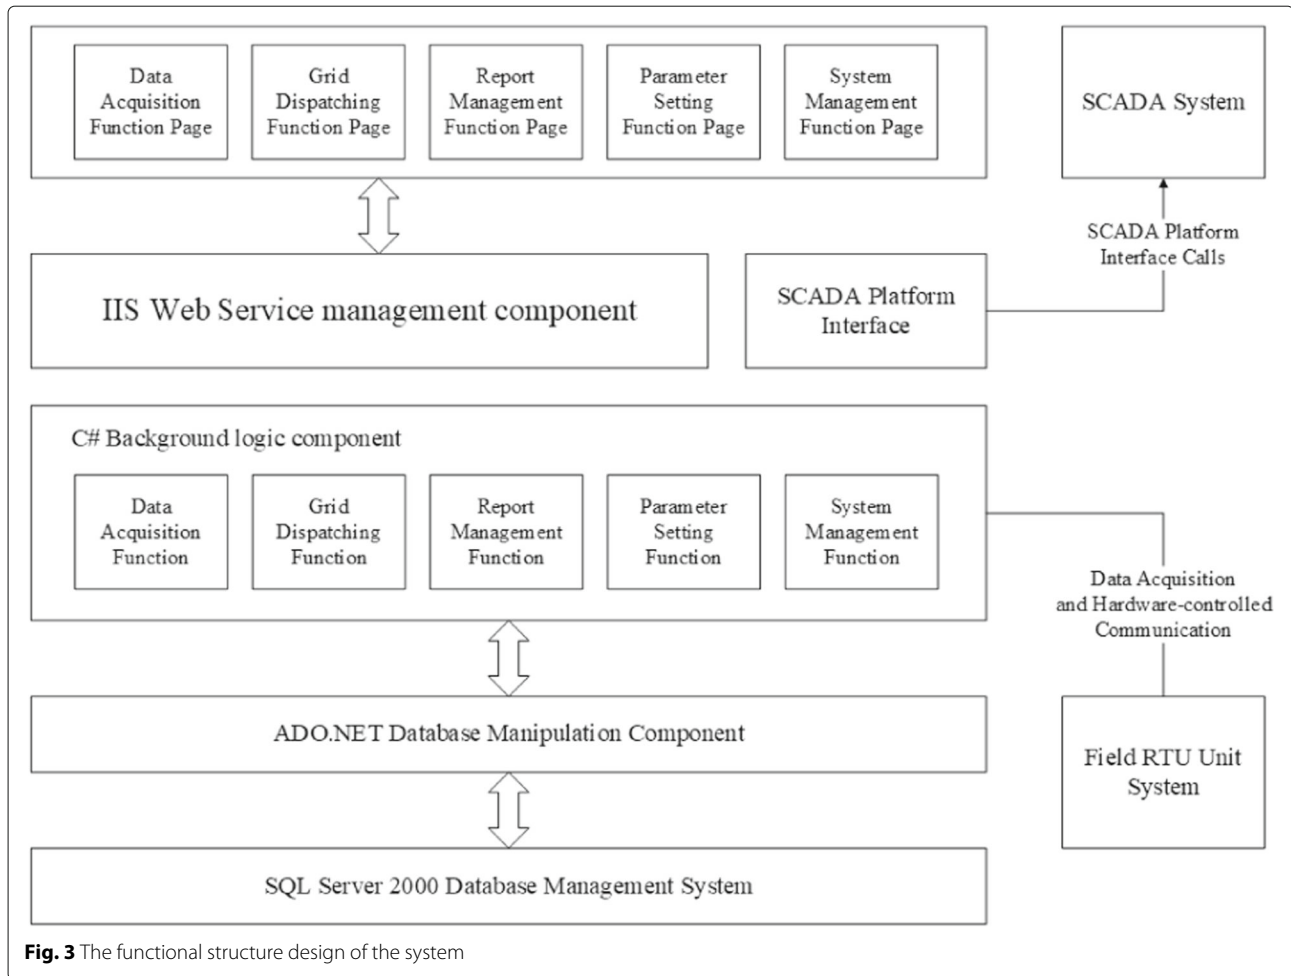 Data
Acquisition
Function Page
Grid
Dispatching
Function Page
Report
Management
Function Page
Parameter
Setting
Function Page
System
Management
Function Page
SCADA System
SCADA Platform
Interface Calls
IIS Web Service management component
SCADA Platform
Interface
C# Background logic component
Data
Acquisition
Function
Grid
Dispatching
Function
Report
Management
Function
Parameter
Setting
Function
System
Management
Function
Data Acquisition
and Hardware-controlled
Communication
ADO.NET Database Manipulation Component
Field RTU Unit
System
SQL Server 2000 Database Management System
Fig. 3 The functional structure design of the system